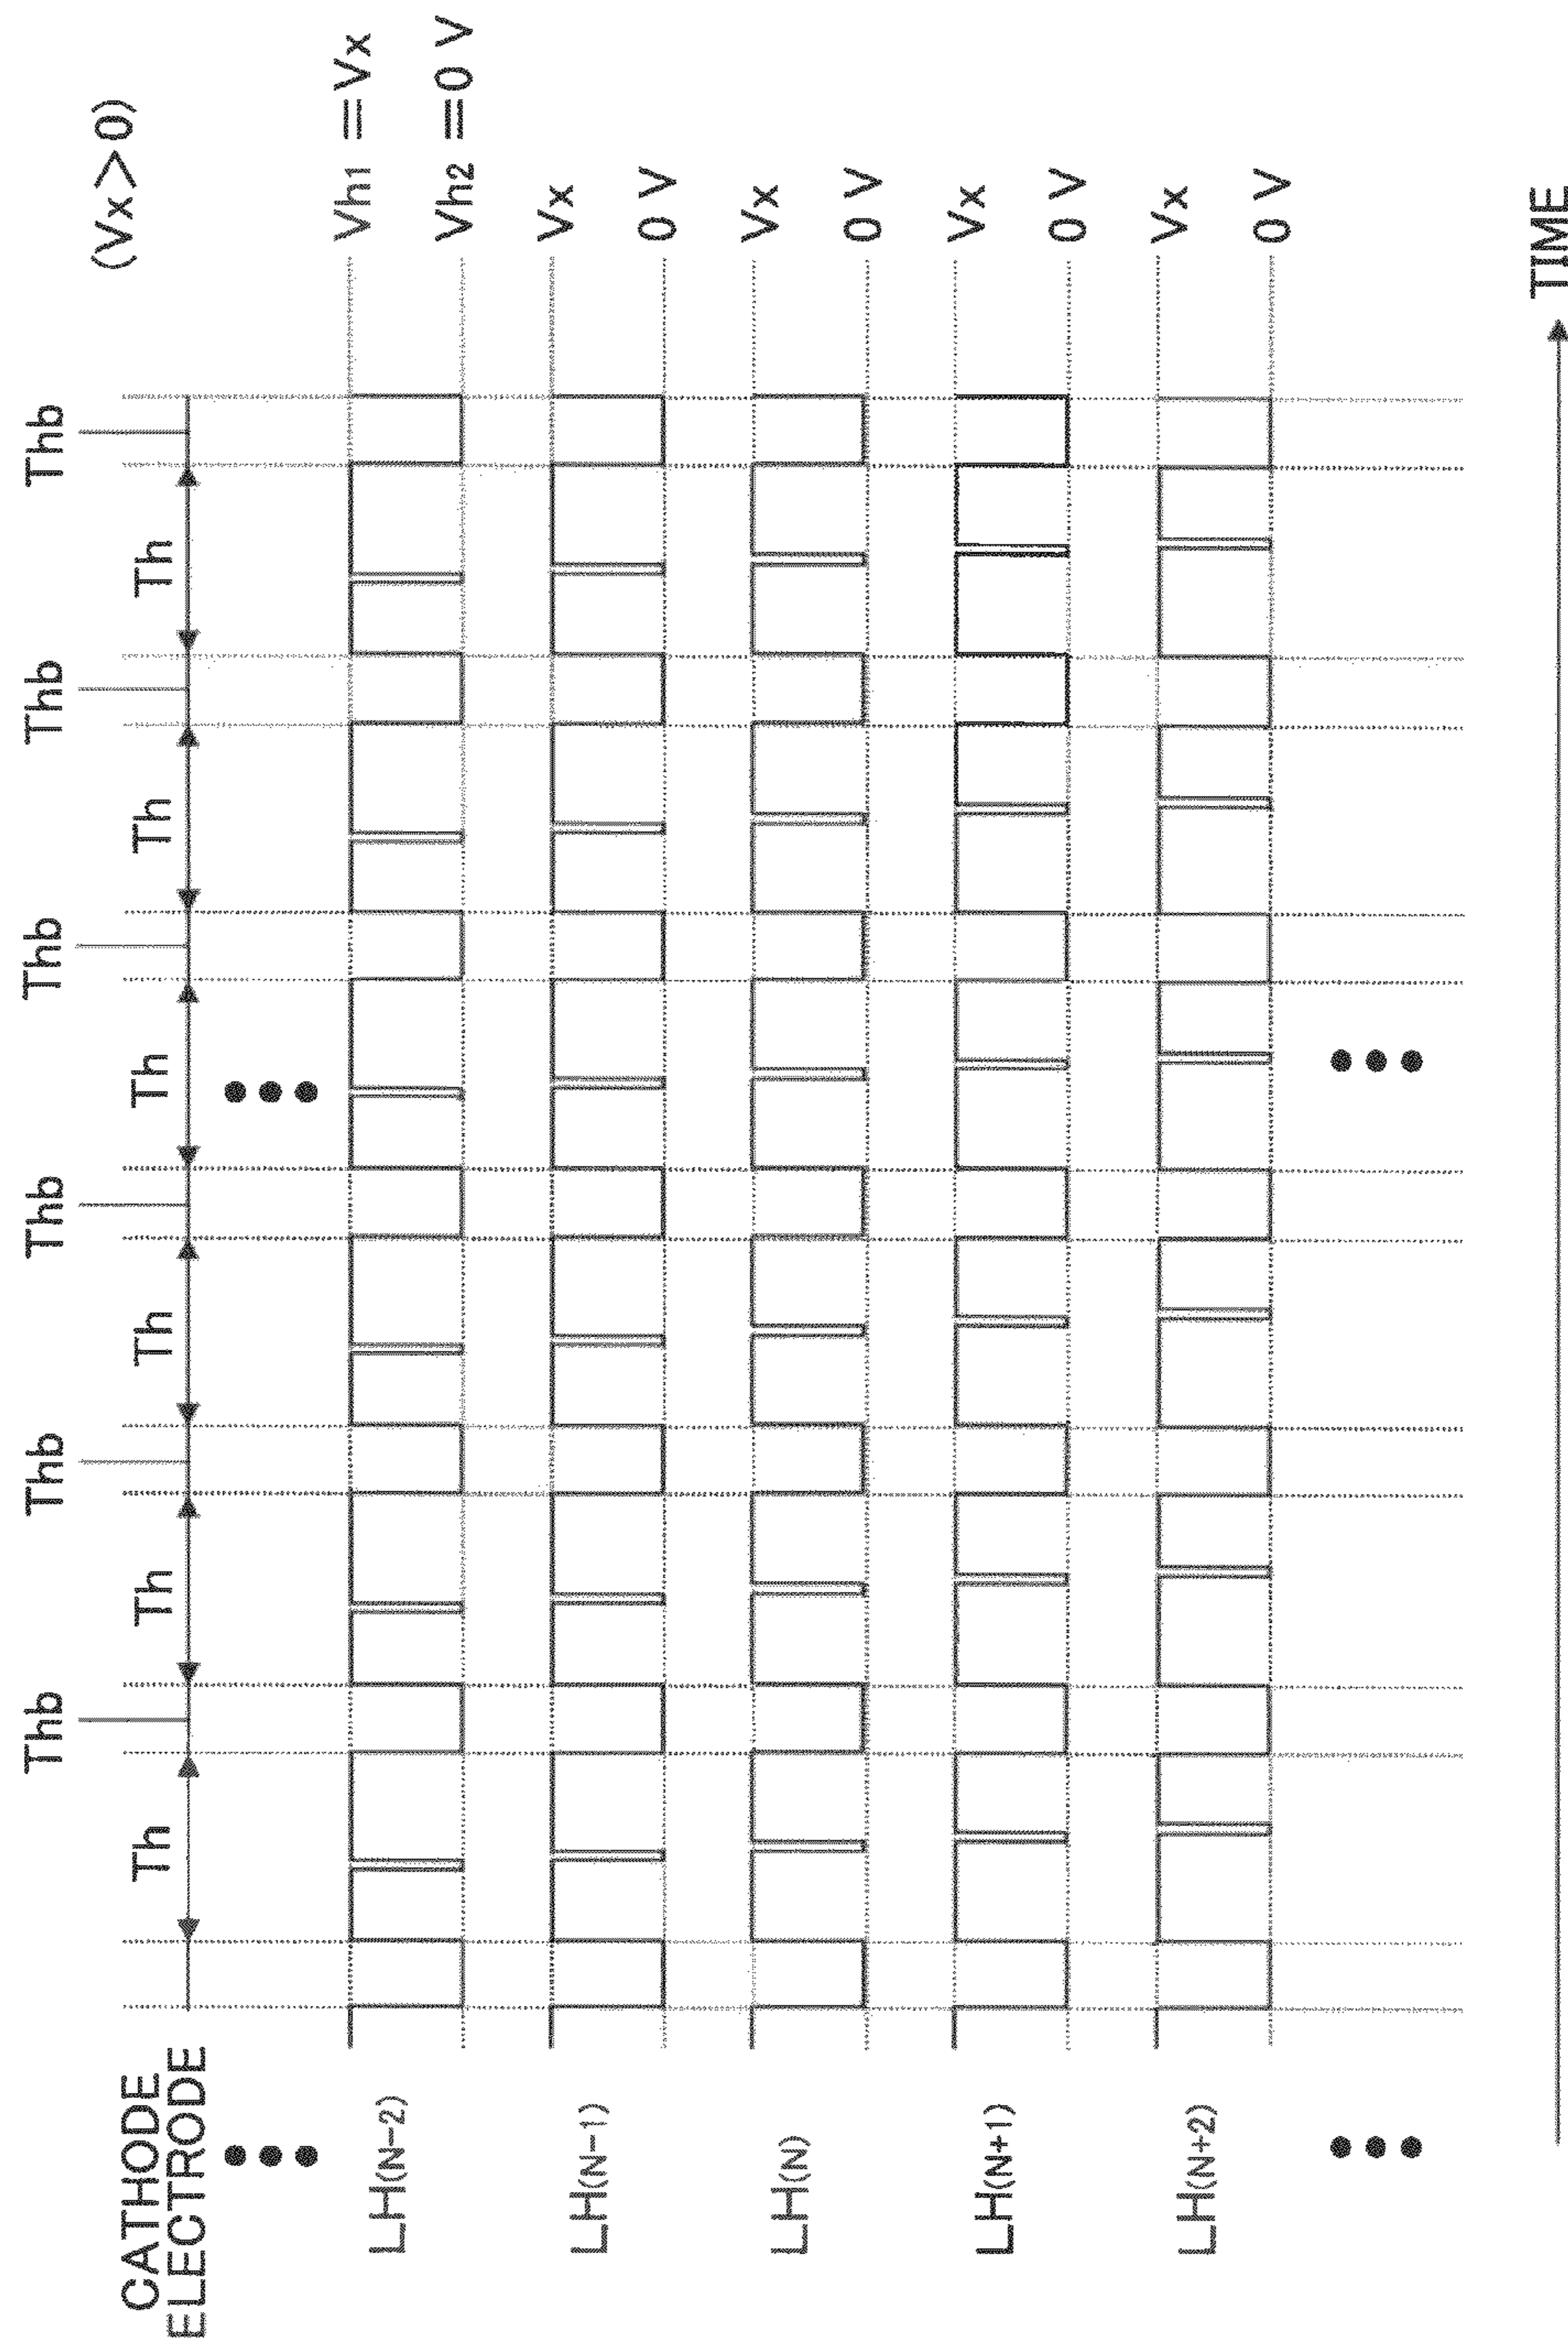 (Vx>0)
Thb Thb Thb Thb Thb Thb
Th Th Th Th Th Th
CATHODE
ELECTRODE
LH(N-2) Vh1 =Vx
Vh2 =0 V
LH(N-1) Vx
0 V
LH(N) Vx
0 V
LH(N+1) Vx
0 V
LH(N+2) Vx
0 V
TIME